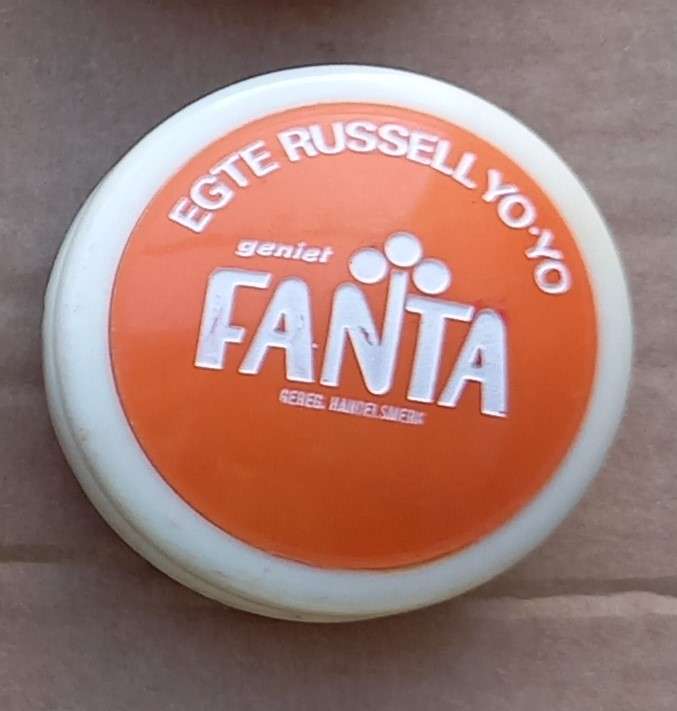 EGTE RUSSELL YO-YO
geniet
FANTA
GEREG. HANDELSMERK